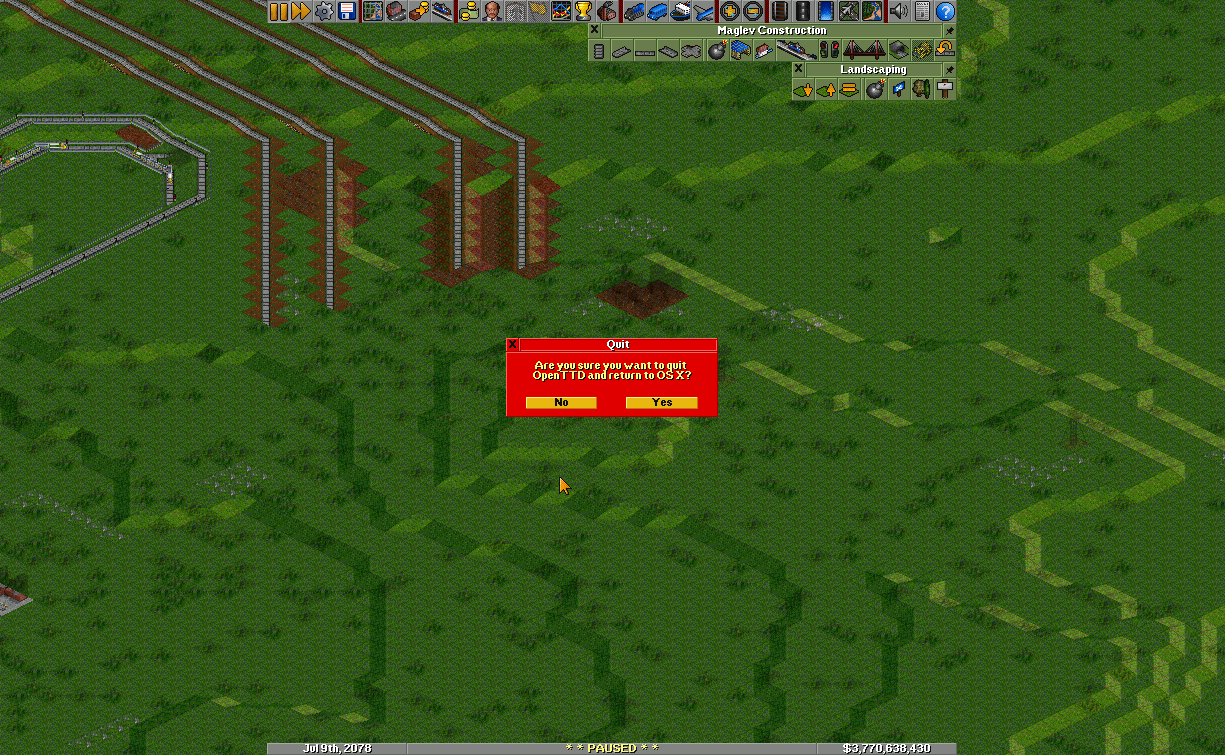 Maglev Construction
Landscaping
Quit
Are you sure you want to quit
OpenTTD and return to OS X?
No
Yes
Jul 9th, 2078
* * PAUSED * *
$3,770,638,430